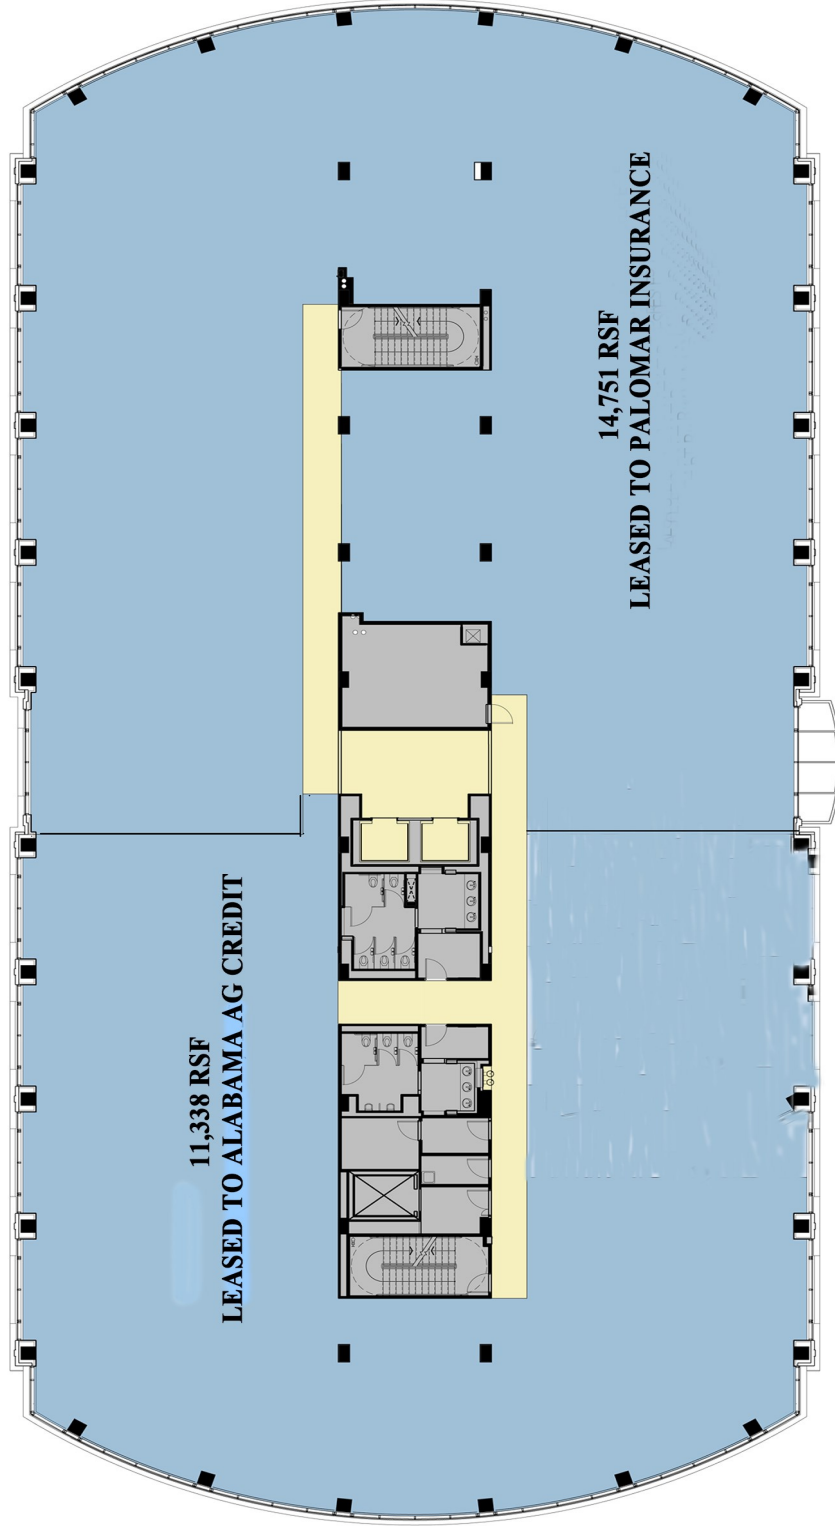 14,751 RSF
LEASED TO PALOMAR INSURANCE
11,338 RSF
LEASED TO ALABAMA AG CREDIT